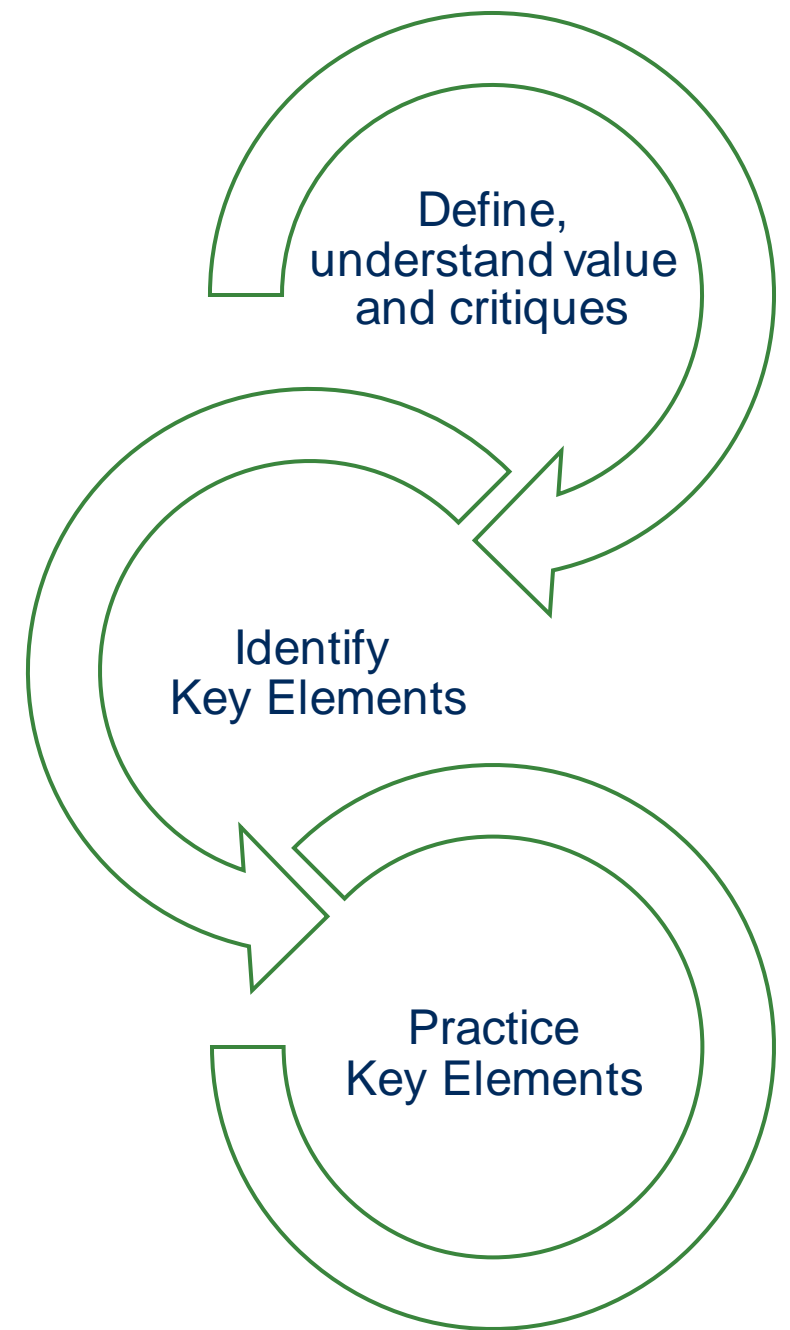 Define,
understand value
and critiques
Identify
Key Elements
Practice
Key Elements